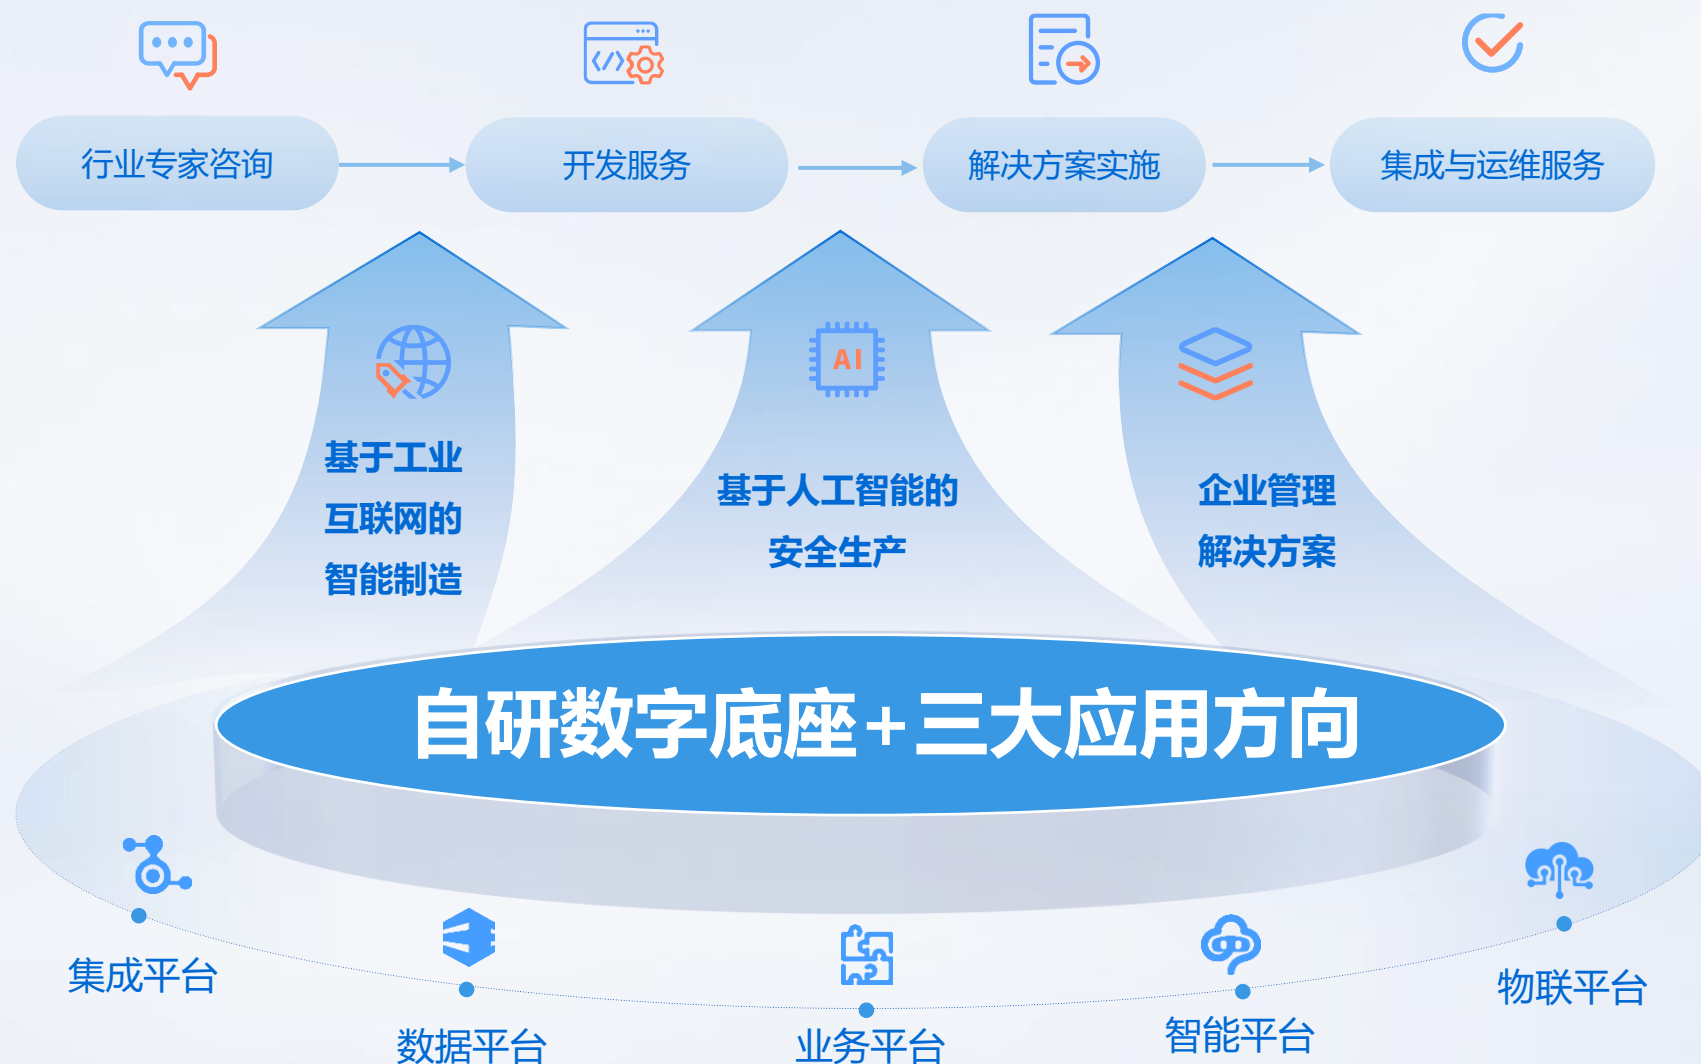 行业专家咨询
开发服务
解决方案实施
集成与运维服务
AI
基于工业
互联网的
智能制造
基于人工智能的
安全生产
企业管理
解决方案
自研数字底座+三大应用方向
集成平台
数据平台
业务平台
智能平台
物联平台